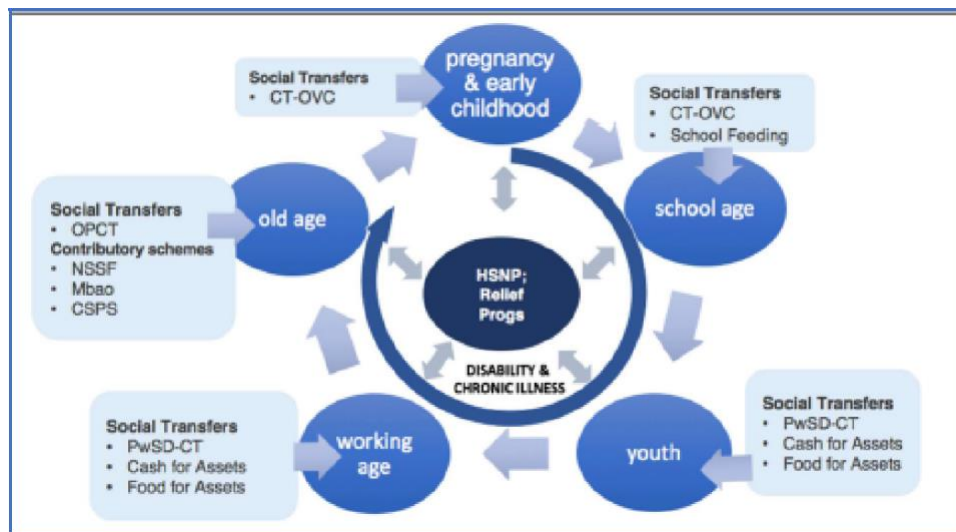 pregnancy
& early
childhood
Social Transfers
• CT-OVC
Social Transfers
• CT-OVC
• School Feeding
school age
Social Transfers
• PwSD-CT
• Cash for Assets
• Food for Assets
youth
working
age
Social Transfers
• PwSD-CT
• Cash for Assets
• Food for Assets
old age
Social Transfers
• OPCT
Contributory schemes
• NSSF
• Mbao
• CSPS
HSNP;
Relief
Progs
DISABILITY &
CHRONIC ILLNESS